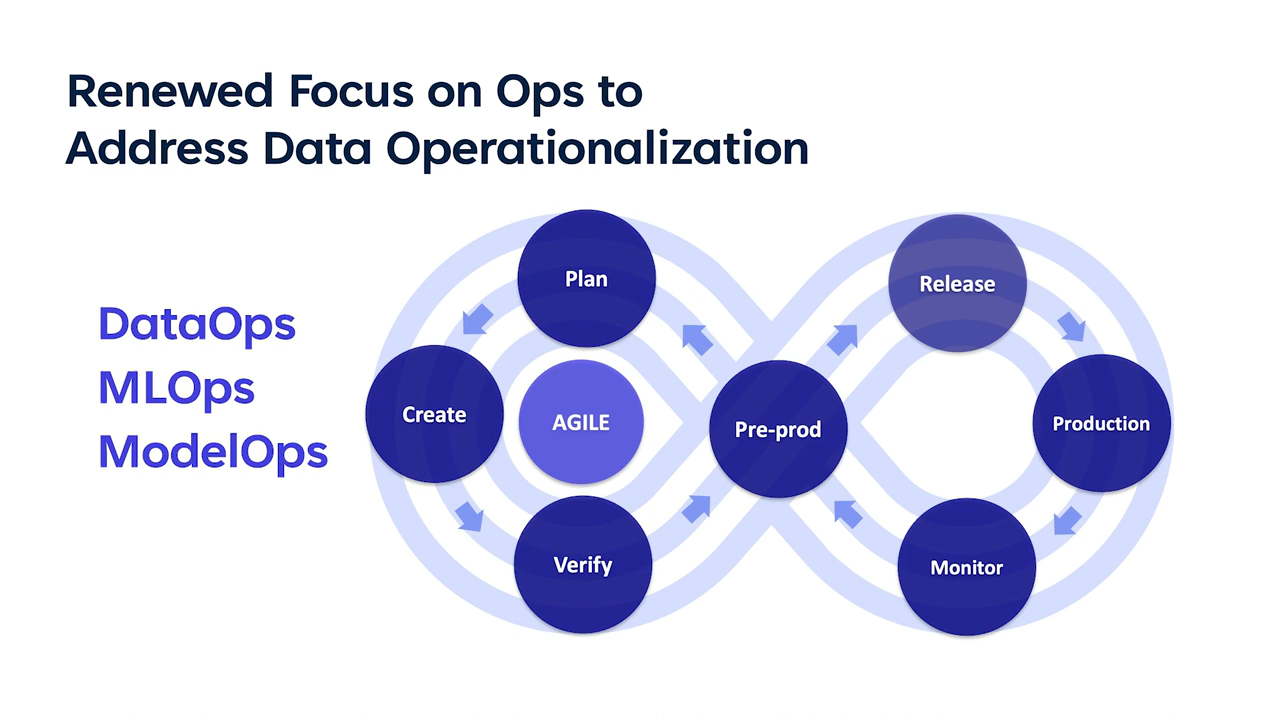 Renewed Focus on Ops to
Address Data Operationalization
DataOps
MLOps
ModelOps
Plan
Create
AGILE
Verify
Pre-prod
Release
Production
Monitor